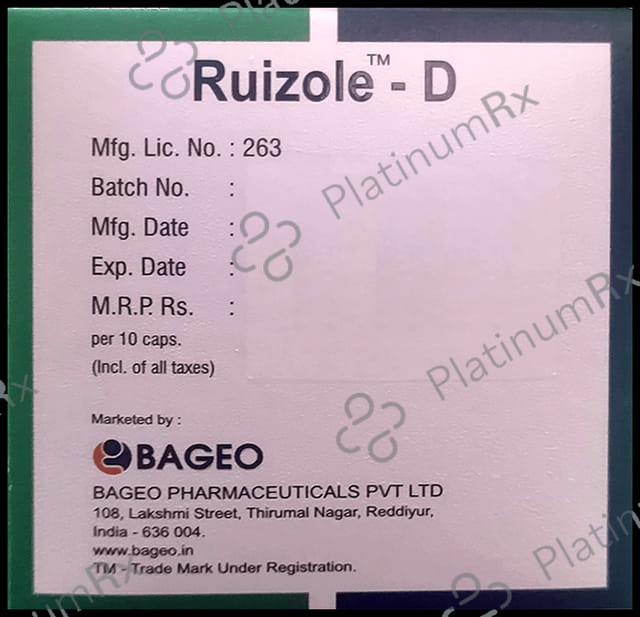 Ruizole™ - D
Mfg. Lic. No. : 263
Batch No. :
Mfg. Date :
Exp. Date :
M.R.P. Rs. :
per 10 caps.
(Incl. of all taxes)
Marketed by :
BAGEO
BAGEO PHARMACEUTICALS PVT LTD
108, Lakshmi Street, Thirumal Nagar, Reddiyur,
India - 636 004.
www.bageo.in
TM - Trade Mark Under Registration.
PlatinumRx
PlatinumRx
PlatinumRx
PlatinumRx